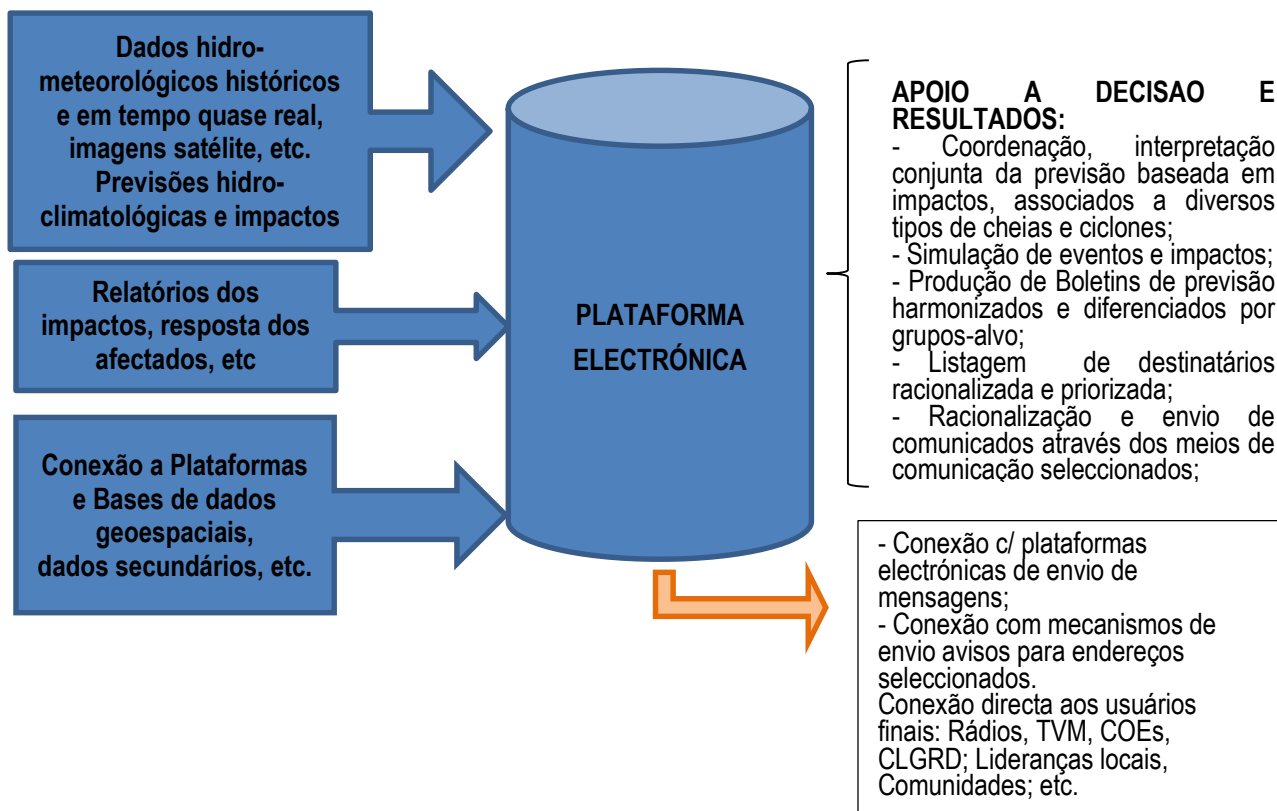 Dados hidro-
meteorológicos históricos
e em tempo quase real,
imagens satélite, etc.
Previsões hidro-
climatológicas e impactos
Relatórios dos
impactos, resposta dos
afectados, etc
Conexão a Plataformas
e Bases de dados
geoespaciais,
dados secundários, etc.
PLATAFORMA
ELECTRÓNICA
APOIO A DECISAO E
RESULTADOS:
- Coordenação, interpretação
conjunta da previsão baseada em
impactos, associados a diversos
tipos de cheias e ciclones;
- Simulação de eventos e impactos;
- Produção de Boletins de previsão
harmonizados e diferenciados por
grupos-alvo;
- Listagem de destinatários
racionalizada e priorizada;
- Racionalização e envio de
comunicados através dos meios de
comunicação seleccionados;
- Conexão c/ plataformas
electrónicas de envio de
mensagens;
- Conexão com mecanismos de
envio avisos para endereços
seleccionados.
Conexão directa aos usuários
finais: Rádios, TVM, COEs,
CLGRD; Lideranças locais,
Comunidades; etc.